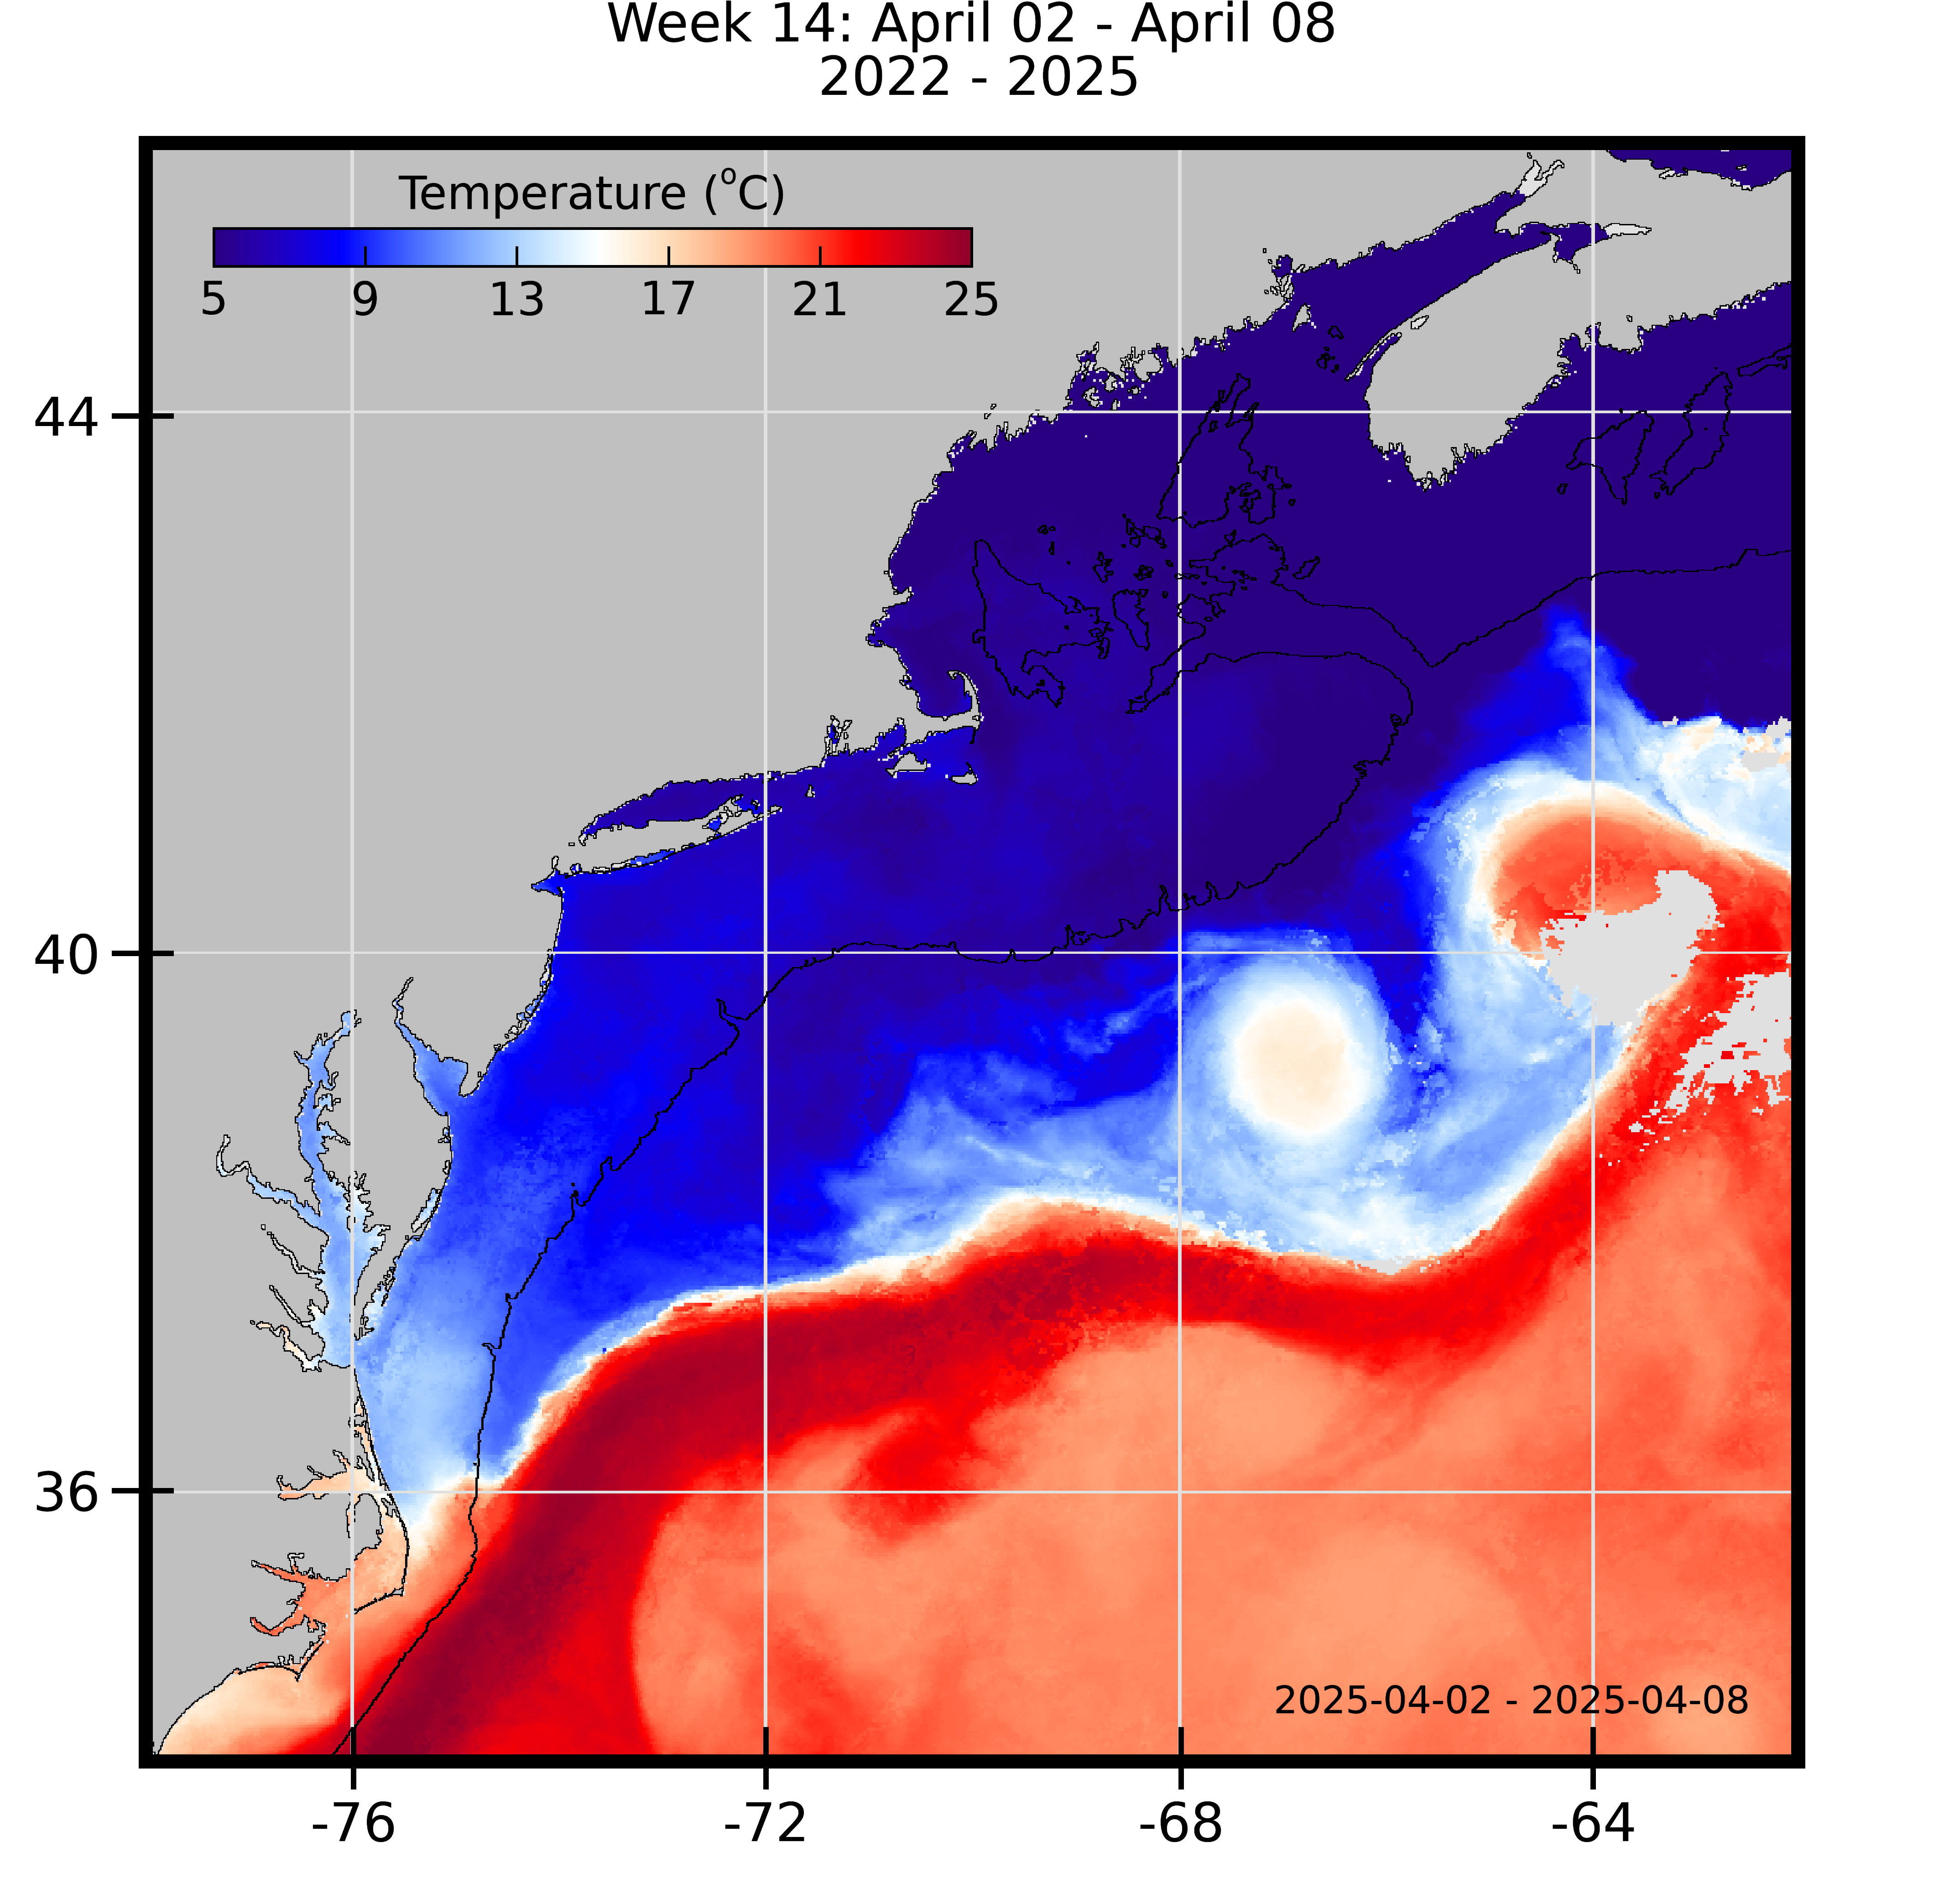 Week 14: April 02 - April 08
2022 - 2025
Temperature (°C)
5 9 13 17 21 25
44
40
36
2025-04-02 - 2025-04-08
-76 -72 -68 -64